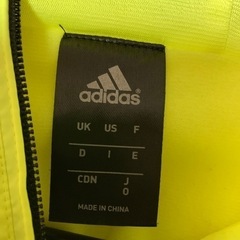 adidas
UK US F
D I E
CDN J
O
MADE IN CHINA